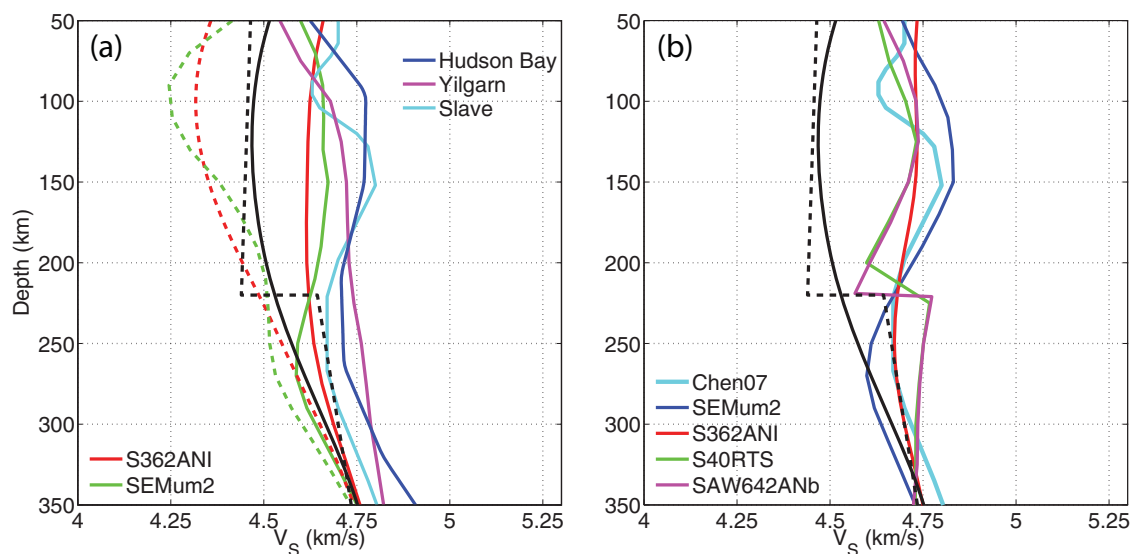 (a)
Hudson Bay
Yilgarn
Slave
S362ANI
SEMum2
50
100
150
200
250
300
350
Depth (km)
4
4.25
4.5
4.75
5
5.25
V_S (km/s)
(b)
Chen07
SEMum2
S362ANI
S40RTS
SAW642ANb
50
100
150
200
250
300
350
Depth (km)
4
4.25
4.5
4.75
5
5.25
V_S (km/s)